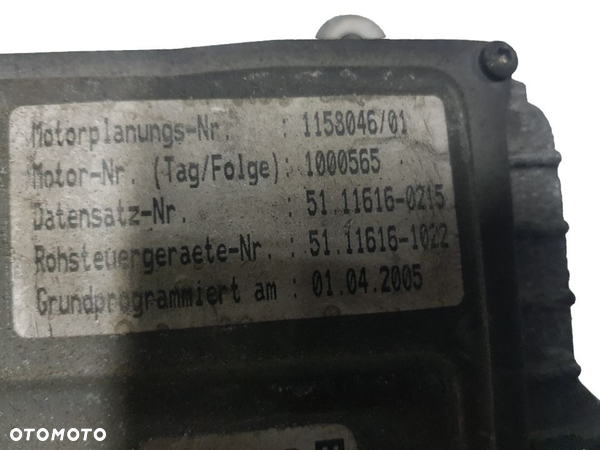 Motorplanungs-Nr. : 1158046/01
Motor-Nr. (Tag/Folge): 1000565
Datensatz-Nr. : 51.11616-0215
Rohsteuergeraete-Nr. : 51.11616-1022
Grundprogrammiert am : 01.04.2005
OTOMOTO